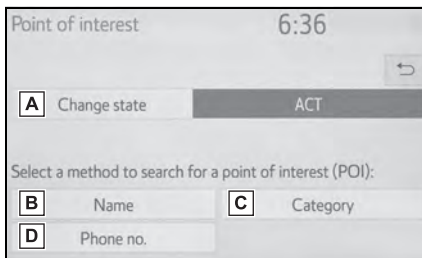 Point of interest 6:36
A Change state ACT
Select a method to search for a point of interest (POI):
B Name C Category
D Phone no.